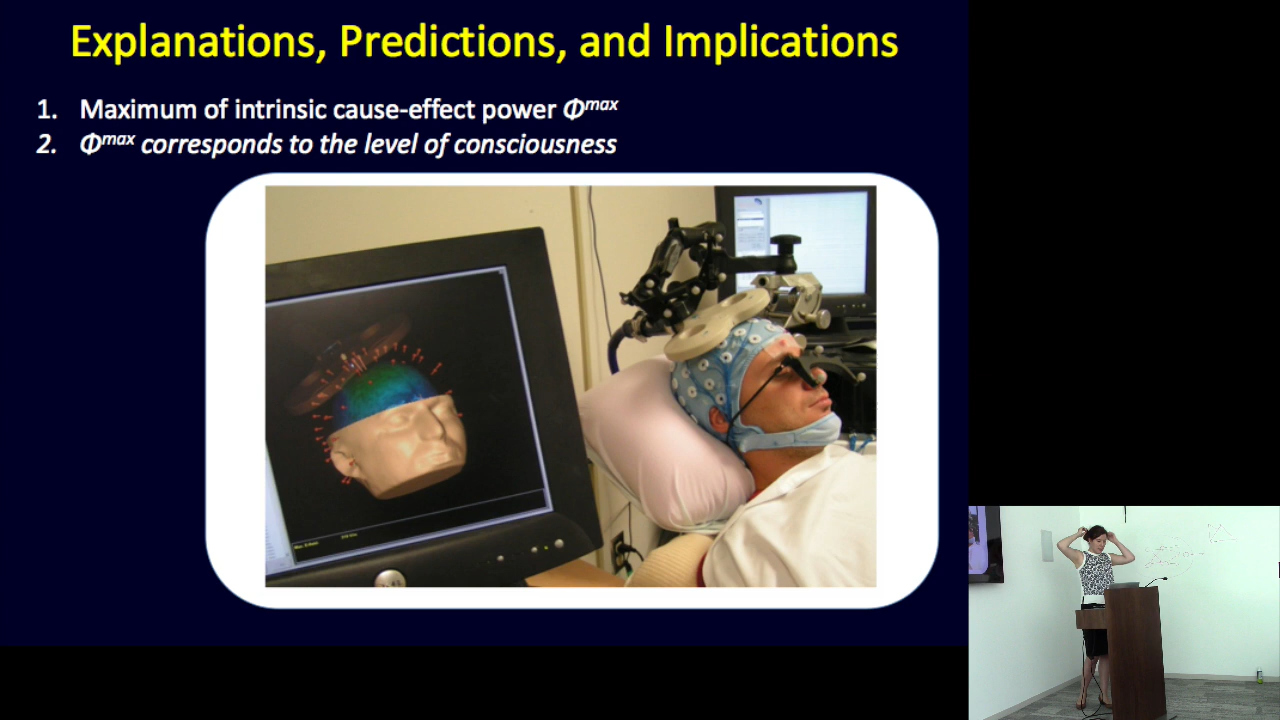 Explanations, Predictions, and Implications
1. Maximum of intrinsic cause-effect power Φmax
2. Φmax corresponds to the level of consciousness